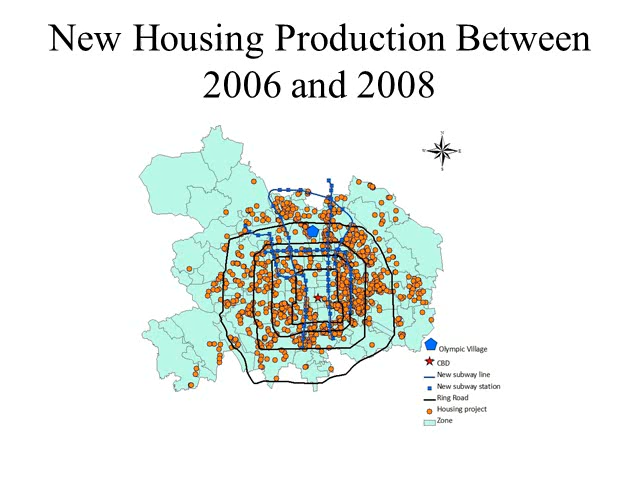 New Housing Production Between
2006 and 2008
N
W
E
S
Olympic Village
CBD
New subway line
New subway station
Ring Road
Housing project
Zone